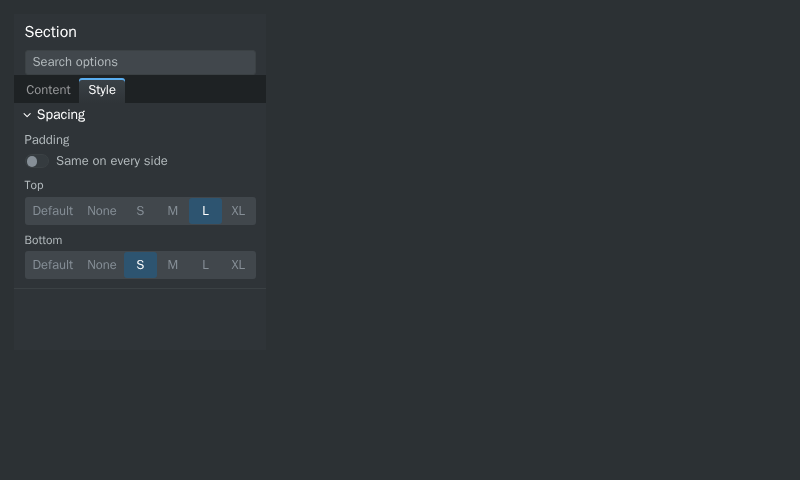 Section
Search options
Content Style
Spacing
Padding
Same on every side
Top
Default None S M L XL
Bottom
Default None S M L XL